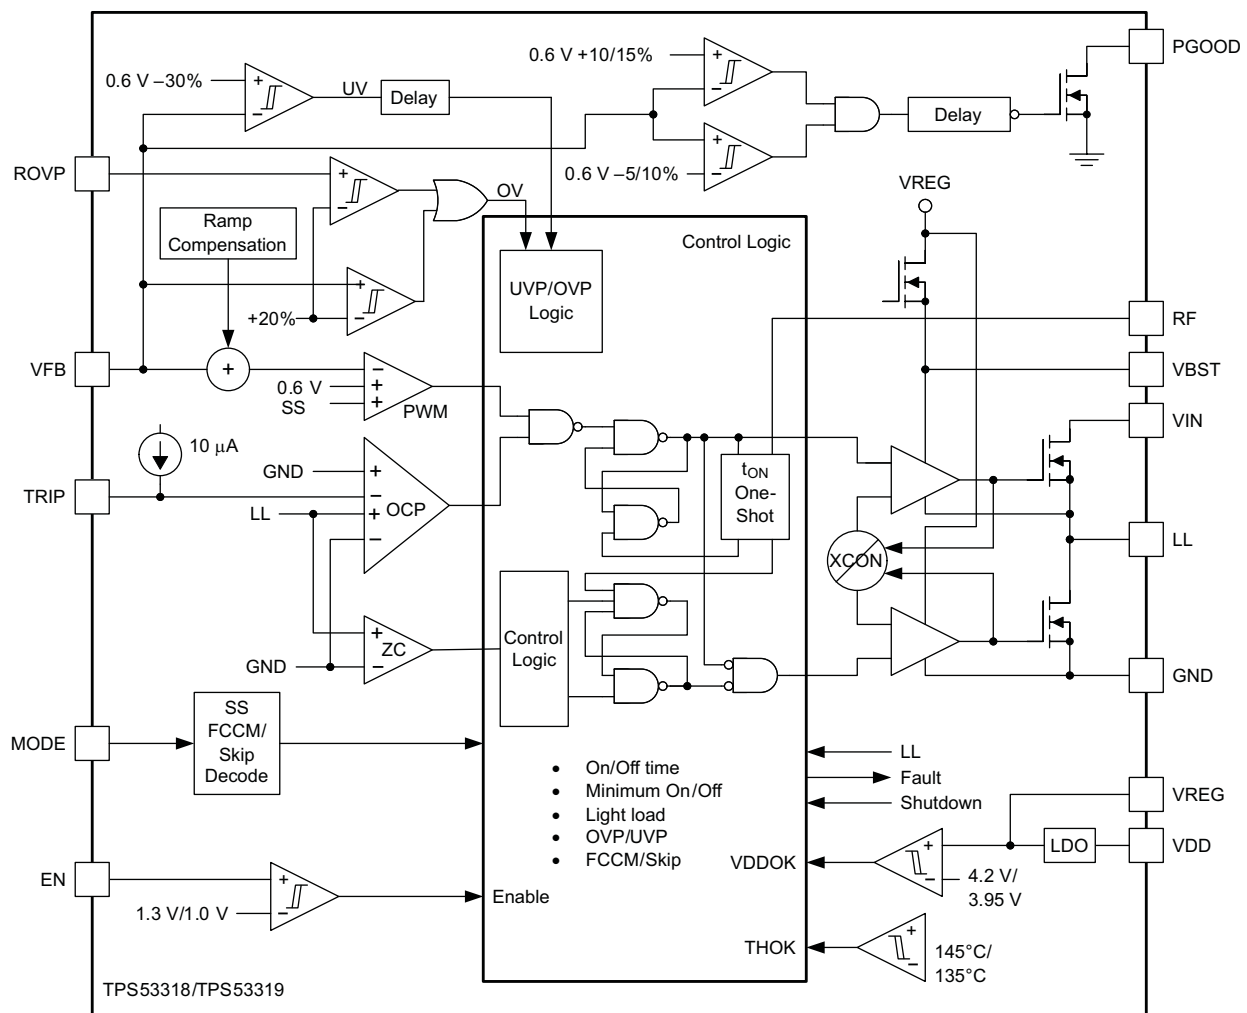 0.6 V +10/15%
PGOOD
0.6 V –30%
+
–
UV
Delay
+
–
Delay
+
–
0.6 V –5/10%
ROVP
+
–
OV
VREG
Ramp
Compensation
Control Logic
UVP/OVP
Logic
+
–
+20%
RF
VFB
+
0.6 V
SS
–
+
+
PWM
VBST
VIN
10 μA
GND
TRIP
LL
+
–
+
–
OCP
tON
One-
Shot
XCON
LL
Control
Logic
+
–
ZC
GND
GND
MODE
SS
FCCM/
Skip
Decode
• On/Off time
• Minimum On/Off
• Light load
• OVP/UVP
• FCCM/Skip
LL
Fault
Shutdown
VREG
LDO
VDD
VDDOK
+
–
4.2 V/
3.95 V
EN
+
–
1.3 V/1.0 V
Enable
THOK
+
–
145°C/
135°C
TPS53318/TPS53319